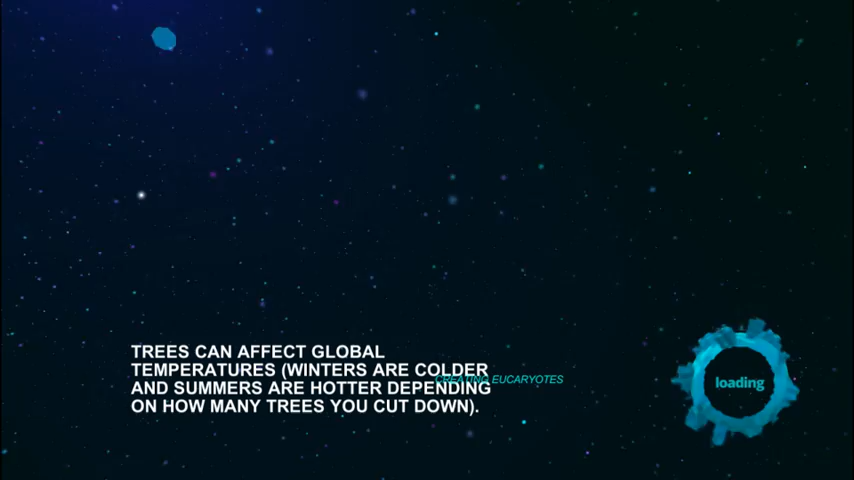 TREES CAN AFFECT GLOBAL
TEMPERATURES (WINTERS ARE COLDER
AND SUMMERS ARE HOTTER DEPENDING
ON HOW MANY TREES YOU CUT DOWN).
CREATING EUCARYOTES
loading